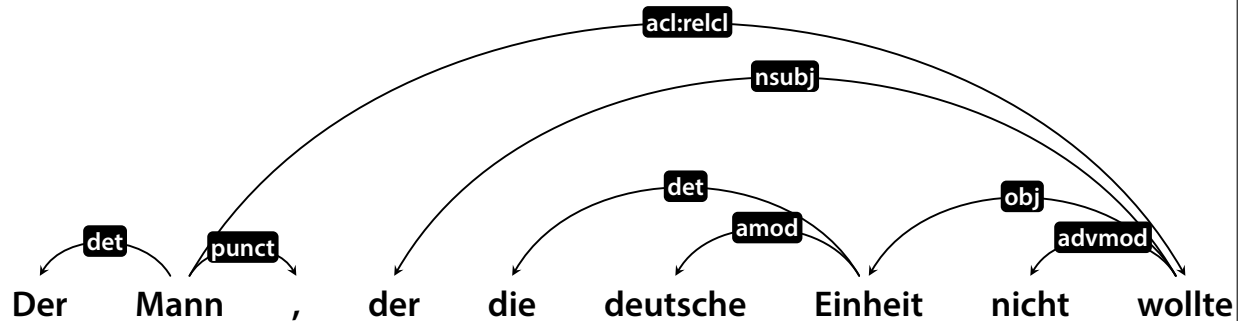 acl:relcl
nsubj
det
obj
amod
advmod
det
punct
Der Mann , der die deutsche Einheit nicht wollte